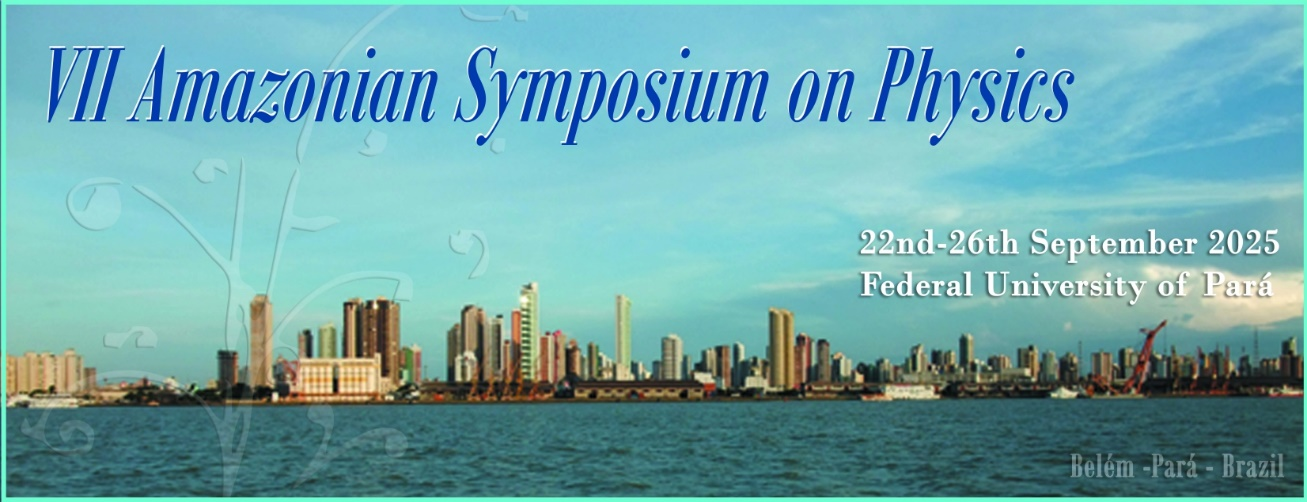 VII Amazonian Symposium on Physics
22nd-26th September 2025
Federal University of Pará
Belém -Pará - Brazil